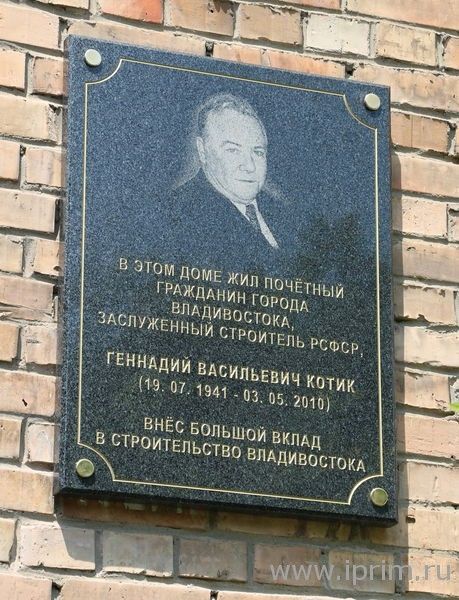 В ЭТОМ ДОМЕ ЖИЛ ПОЧЁТНЫЙ
ГРАЖДАНИН ГОРОДА
ВЛАДИВОСТОКА,
ЗАСЛУЖЕННЫЙ СТРОИТЕЛЬ РСФСР,
ГЕННАДИЙ ВАСИЛЬЕВИЧ КОТИК
(19. 07. 1941 - 03. 05. 2010)
ВНЁС БОЛЬШОЙ ВКЛАД
В СТРОИТЕЛЬСТВО ВЛАДИВОСТОКА
www.iprim.ru